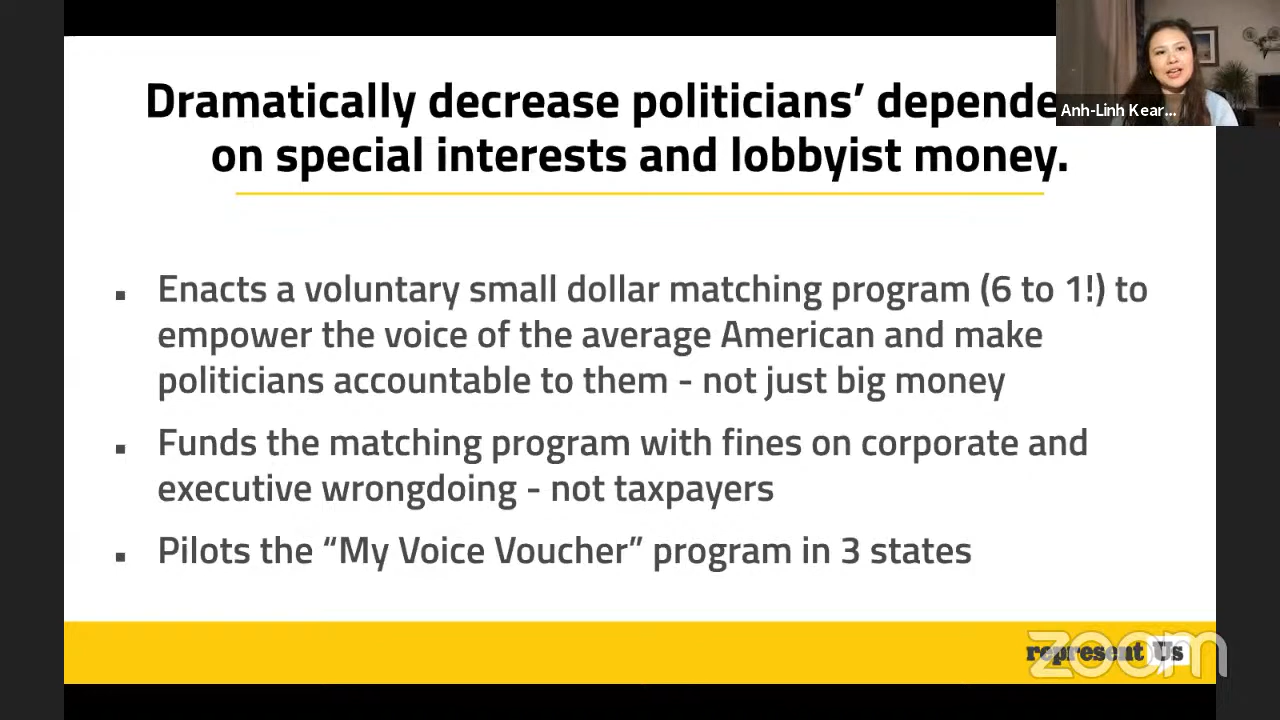 Dramatically decrease politicians’ depende
on special interests and lobbyist money.
Anh-Linh Kear...
▪ Enacts a voluntary small dollar matching program (6 to 1!) to
empower the voice of the average American and make
politicians accountable to them - not just big money
▪ Funds the matching program with fines on corporate and
executive wrongdoing - not taxpayers
▪ Pilots the “My Voice Voucher” program in 3 states
represent Us
zoom